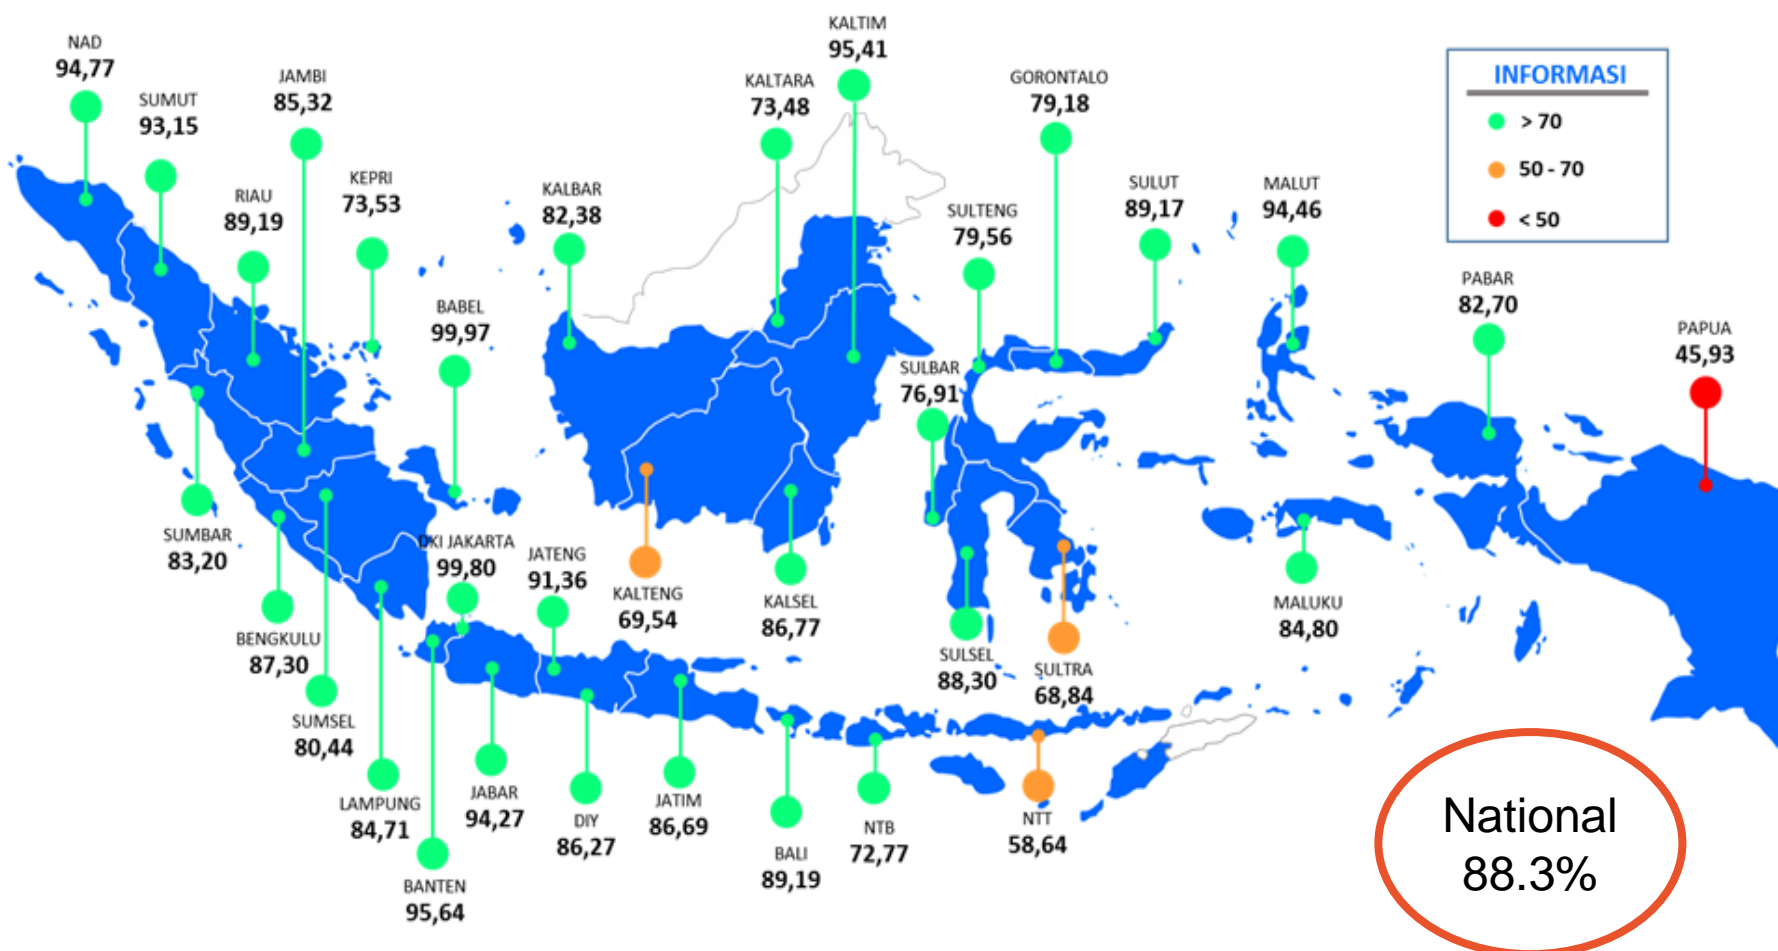 KALTIM
95,41
NAD
94,77
JAMBI
85,32
KALTARA
73,48
GORONTALO
79,18
INFORMASI
> 70
50 - 70
< 50
SUMUT
93,15
RIAU
89,19
KEPRI
73,53
KALBAR
82,38
SULTENG
79,56
SULUT
89,17
MALUT
94,46
PABAR
82,70
PAPUA
45,93
BABEL
99,97
SULBAR
76,91
SUMBAR
83,20
DKI JAKARTA
99,80
JATENG
91,36
KALTENG
69,54
KALSEL
86,77
MALUKU
84,80
BENGKULU
87,30
SULSEL
88,30
SULTRA
68,84
SUMSEL
80,44
LAMPUNG
84,71
JABAR
94,27
DIY
86,27
JATIM
86,69
BALI
89,19
NTB
72,77
NTT
58,64
BANTEN
95,64
National
88.3%